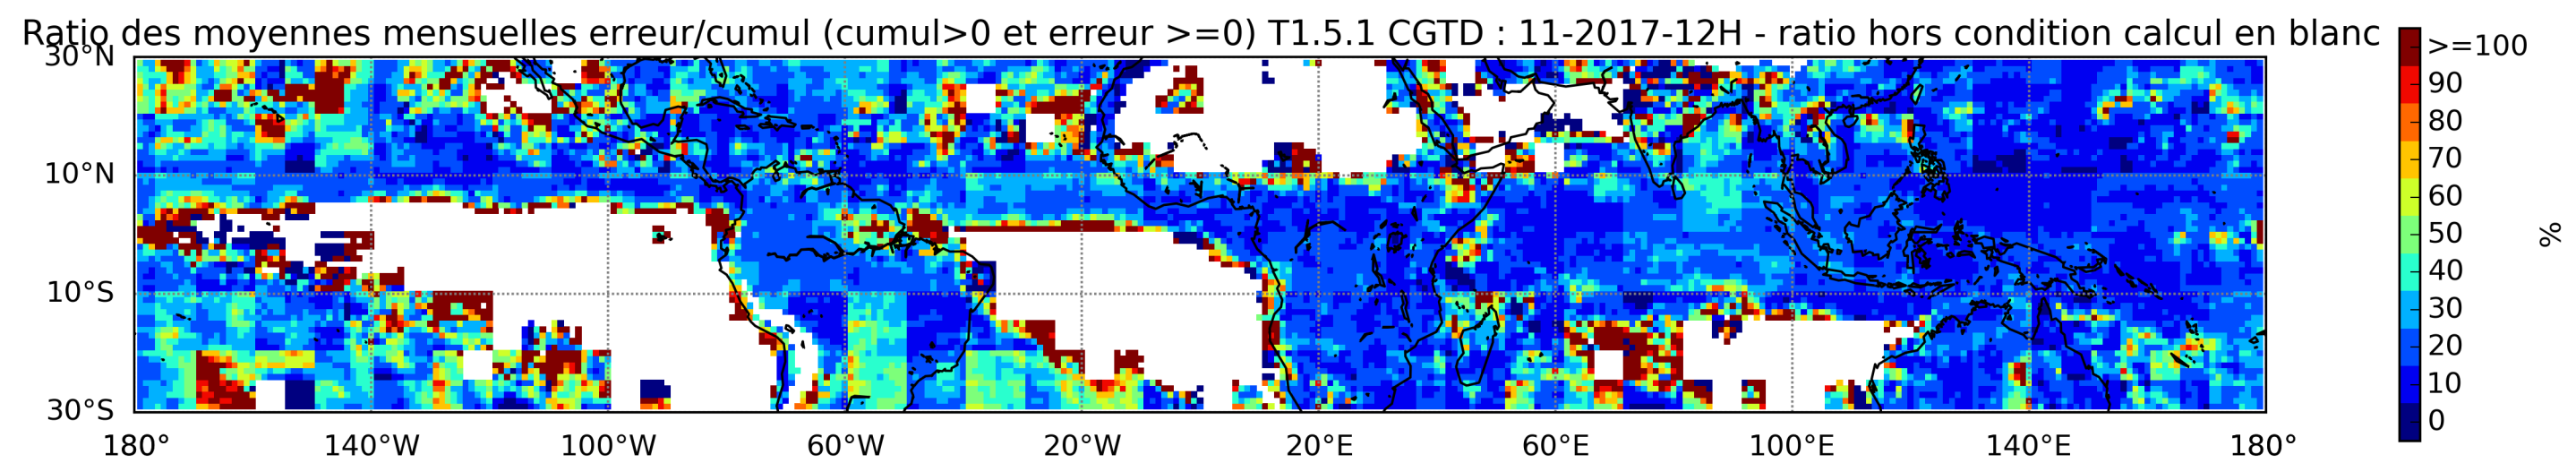 Ratio des moyennes mensuelles erreur/cumul (cumul>0 et erreur >=0) T1.5.1 CGTD : 11-2017-12H - ratio hors condition calcul en blanc
30°N
10°N
10°S
30°S
180°
140°W
100°W
60°W
20°W
20°E
60°E
100°E
140°E
180°
>=100
90
80
70
60
50
40
30
20
10
0
%